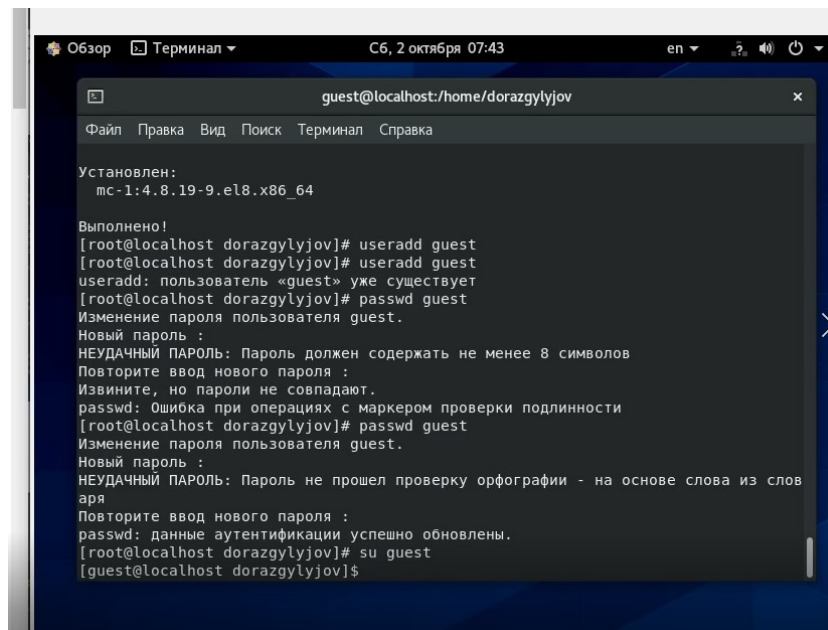 Обзор Терминал Сб, 2 октября 07:43 en
guest@localhost:/home/dorazgylyjov
Файл Правка Вид Поиск Терминал Справка
Установлен:
mc-1:4.8.19-9.el8.x86_64
Выполнено!
[root@localhost dorazgylyjov]# useradd guest
[root@localhost dorazgylyjov]# useradd guest
useradd: пользователь «guest» уже существует
[root@localhost dorazgylyjov]# passwd guest
Изменение пароля пользователя guest.
Новый пароль :
НЕУДАЧНЫЙ ПАРОЛЬ: Пароль должен содержать не менее 8 символов
Повторите ввод нового пароля :
Извините, но пароли не совпадают.
passwd: Ошибка при операциях с маркером проверки подлинности
[root@localhost dorazgylyjov]# passwd guest
Изменение пароля пользователя guest.
Новый пароль :
НЕУДАЧНЫЙ ПАРОЛЬ: Пароль не прошел проверку орфографии - на основе слова из слов
аря
Повторите ввод нового пароля :
passwd: данные аутентификации успешно обновлены.
[root@localhost dorazgylyjov]# su guest
[guest@localhost dorazgylyjov]$